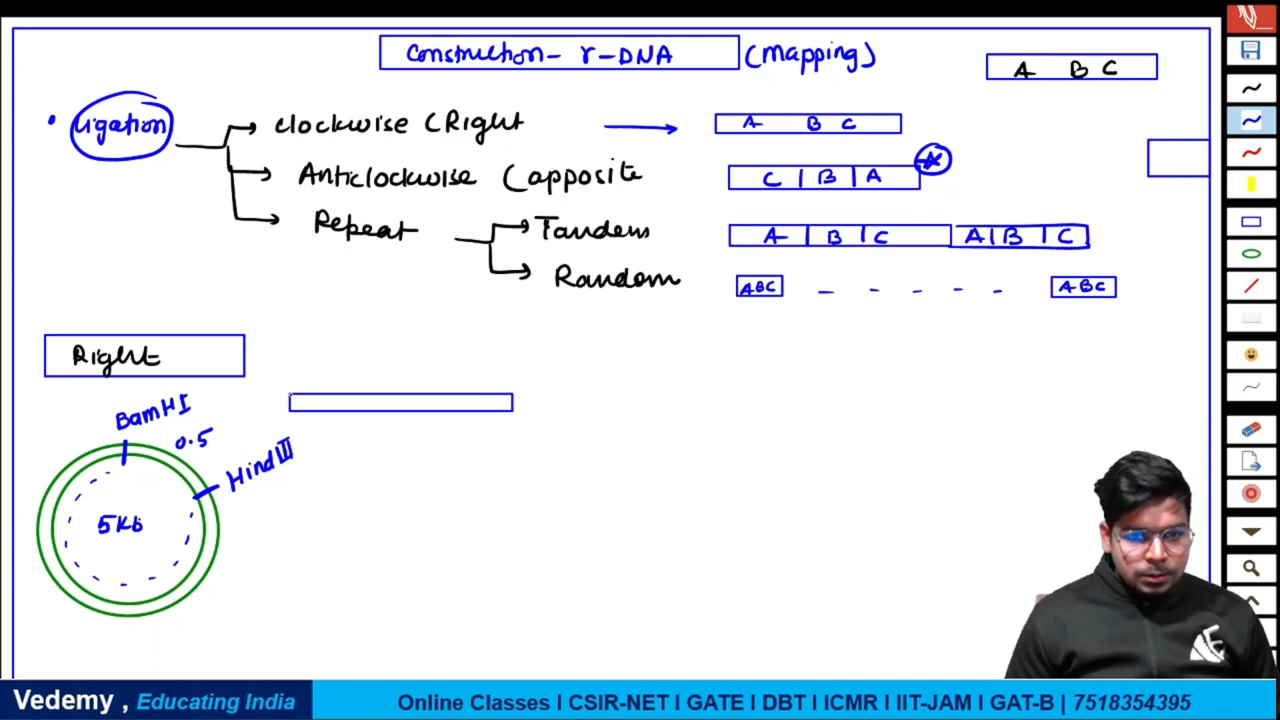 Construction - r-DNA (Mapping)
A B C
• Ligation
Clockwise (Right
A B C
Anticlockwise (apposite
C | B | A
A
Repeat
Tandem
A | B | C A | B | C
Random
ABC - - - - - ABC
Right
BamHI
0.5
HindIII
5Kb
Vedemy , Educating India
Online Classes I CSIR-NET I GATE I DBT I ICMR I IIT-JAM I GAT-B | 7518354395